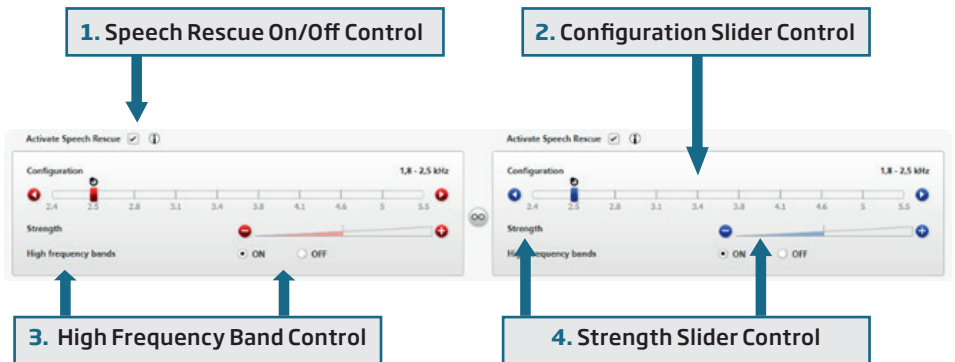 1. Speech Rescue On/Off Control
2. Configuration Slider Control
Activate Speech Rescue
Configuration 1,8 - 2,5 kHz
2.4 2.5 2.8 3.1 3.4 3.8 4.1 4.6 5 5.5
Strength
High frequency bands ON OFF
Activate Speech Rescue
Configuration 1,8 - 2,5 kHz
2.4 2.5 2.8 3.1 3.4 3.8 4.1 4.6 5 5.5
Strength
High frequency bands ON OFF
3. High Frequency Band Control
4. Strength Slider Control